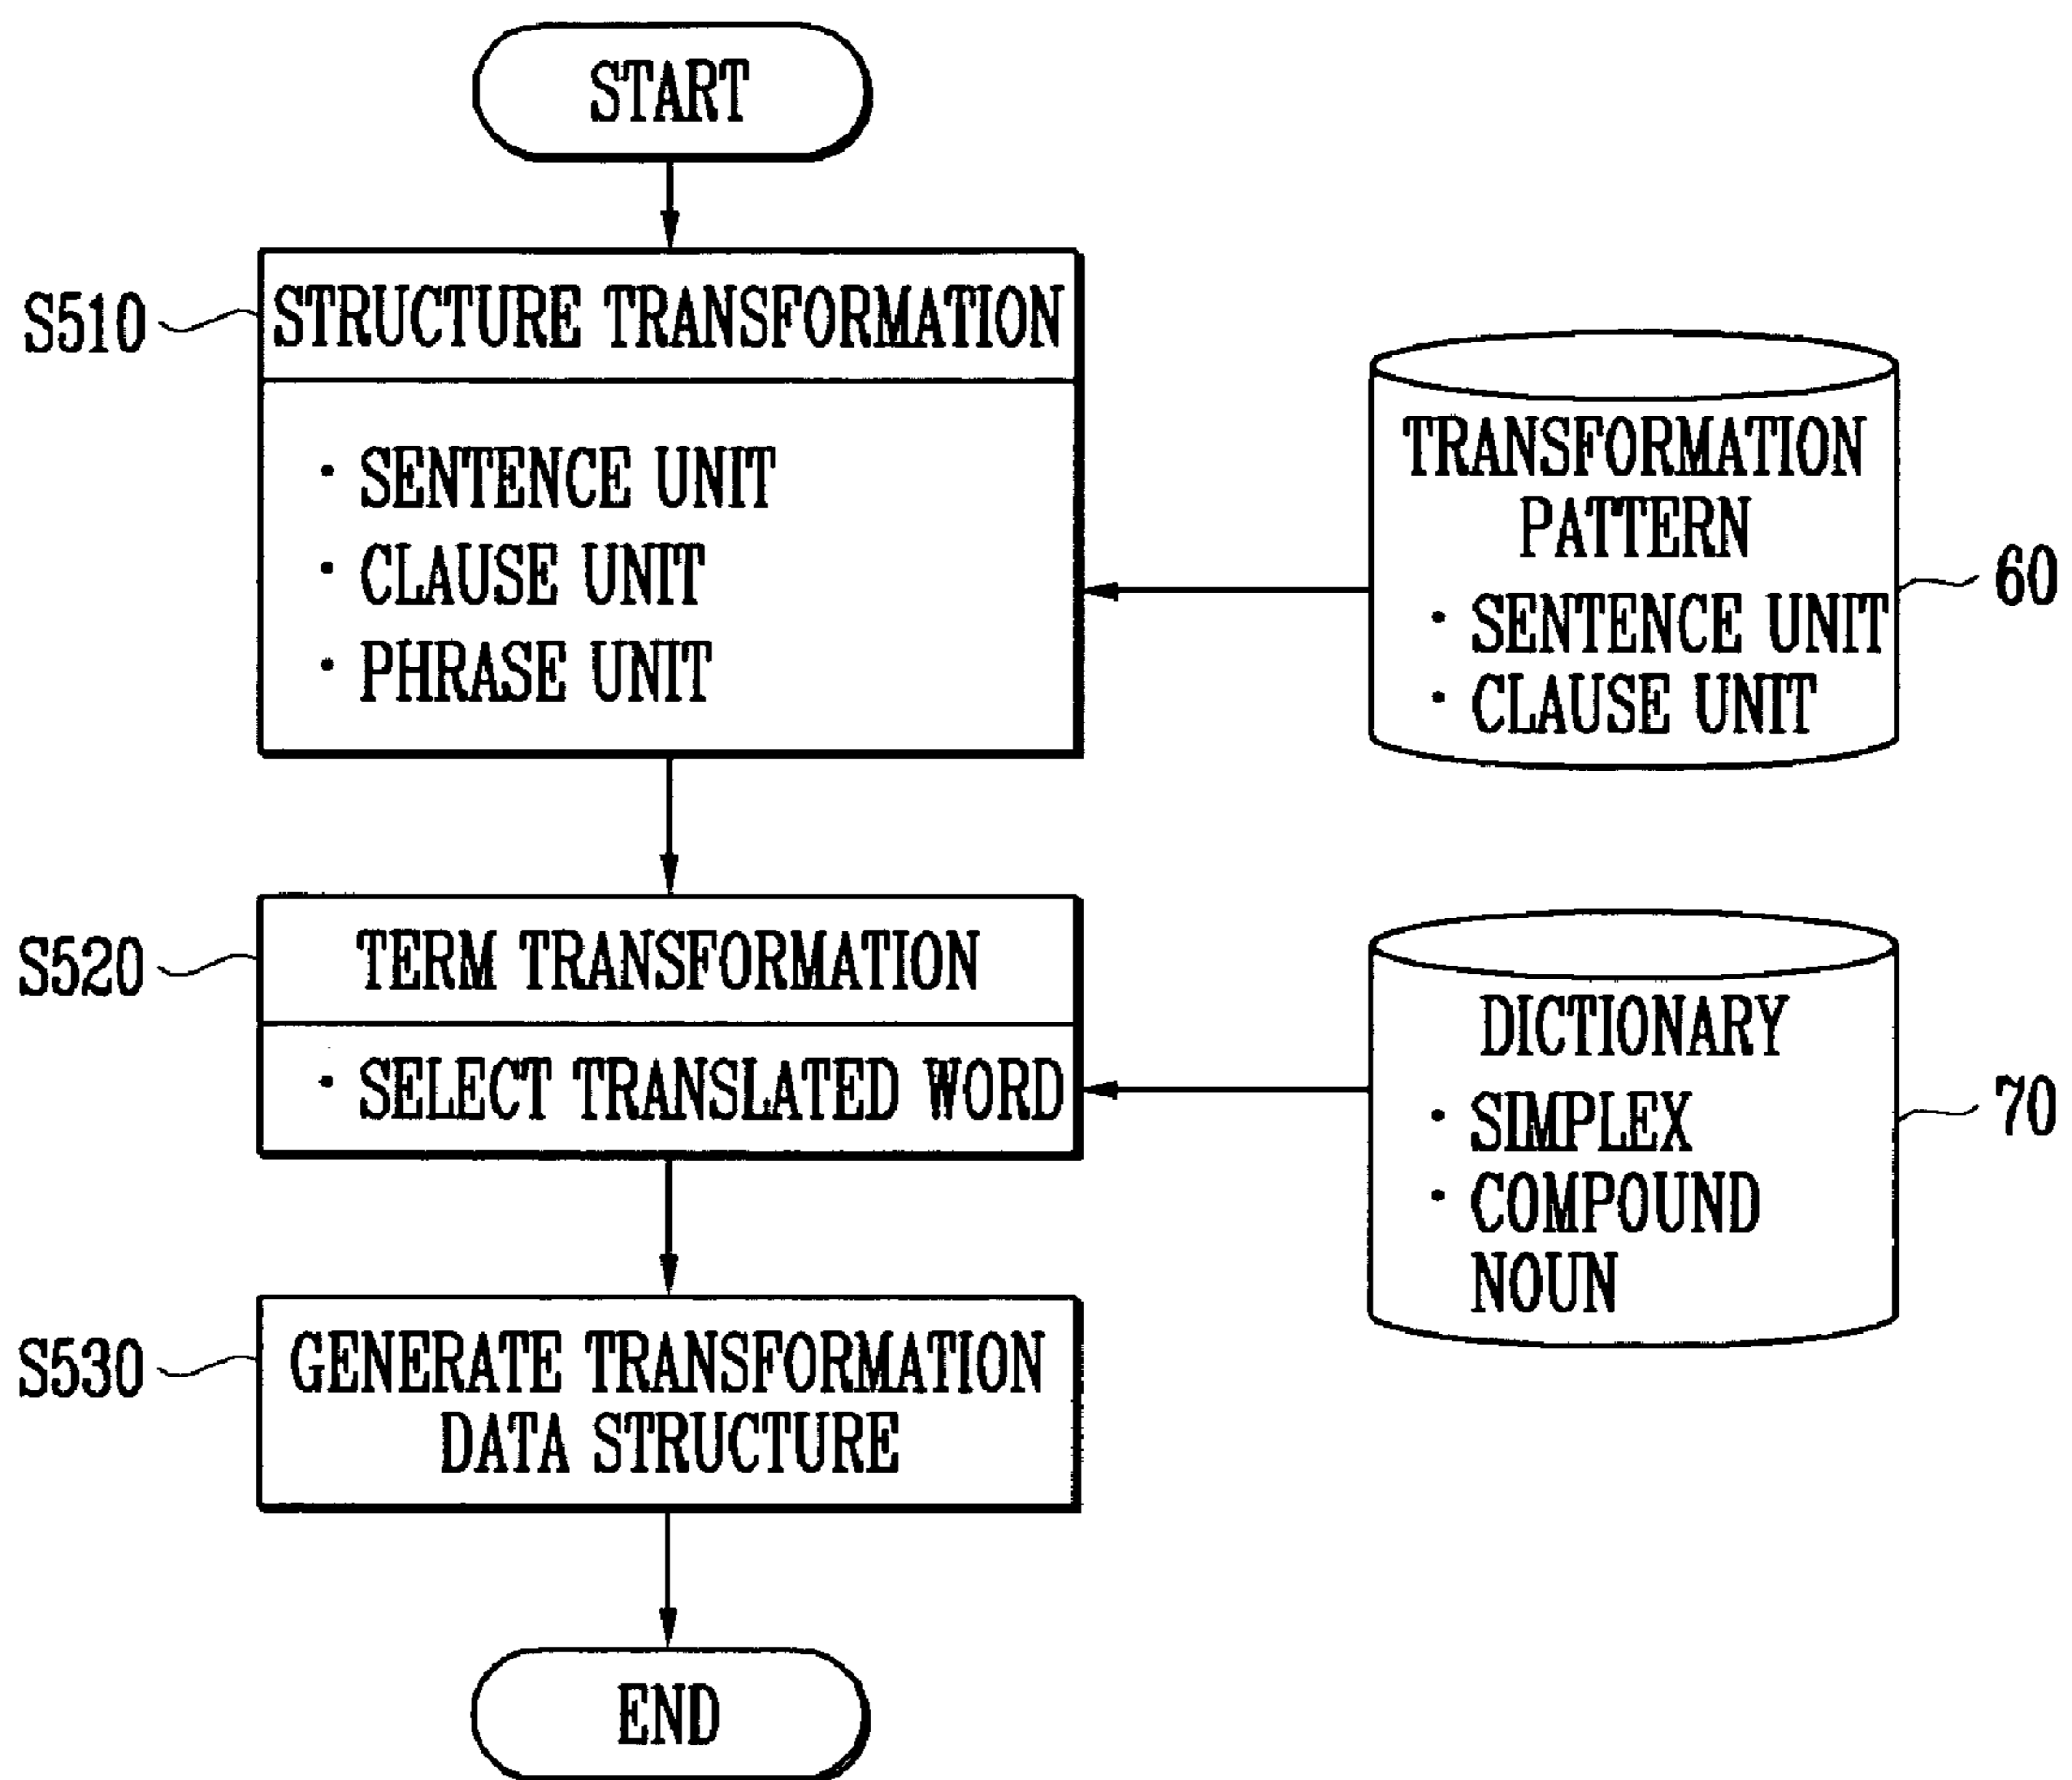 START
S510
STRUCTURE TRANSFORMATION
· SENTENCE UNIT
· CLAUSE UNIT
· PHRASE UNIT
TRANSFORMATION
PATTERN
· SENTENCE UNIT
· CLAUSE UNIT
60
S520
TERM TRANSFORMATION
· SELECT TRANSLATED WORD
DICTIONARY
· SIMPLEX
· COMPOUND
NOUN
70
S530
GENERATE TRANSFORMATION
DATA STRUCTURE
END